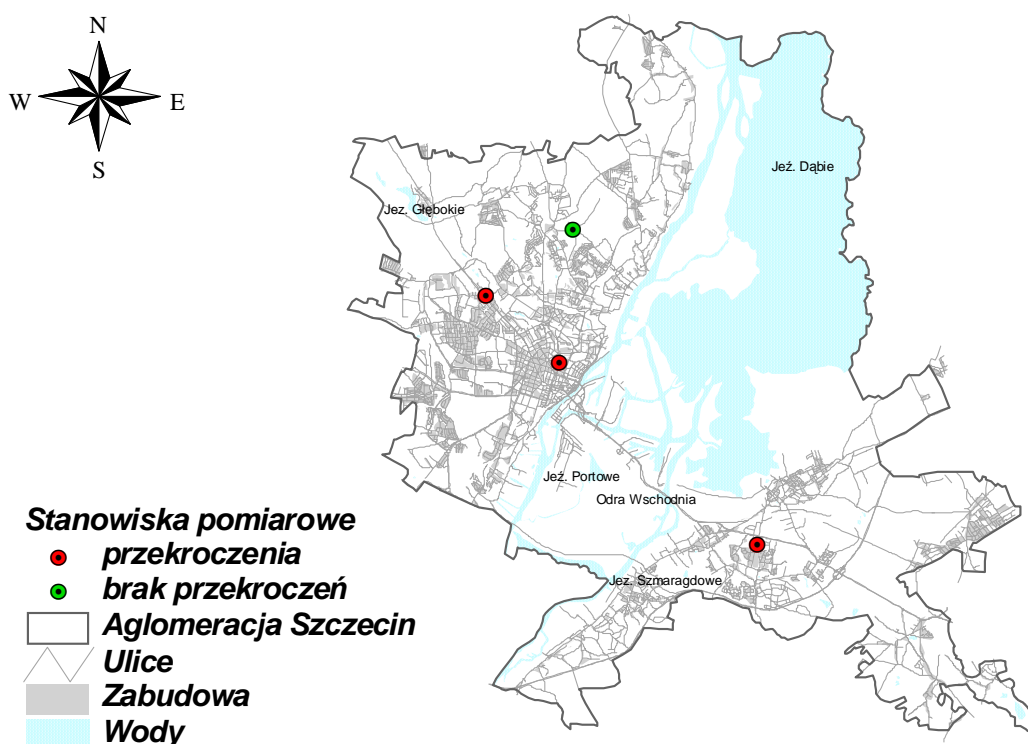 N
W E
S
Jeź. Dąbie
Jez. Głębokie
Jeź. Portowe
Odra Wschodnia
Jez. Szmaragdowe
Stanowiska pomiarowe
przekroczenia
brak przekroczeń
Aglomeracja Szczecin
Ulice
Zabudowa
Wody